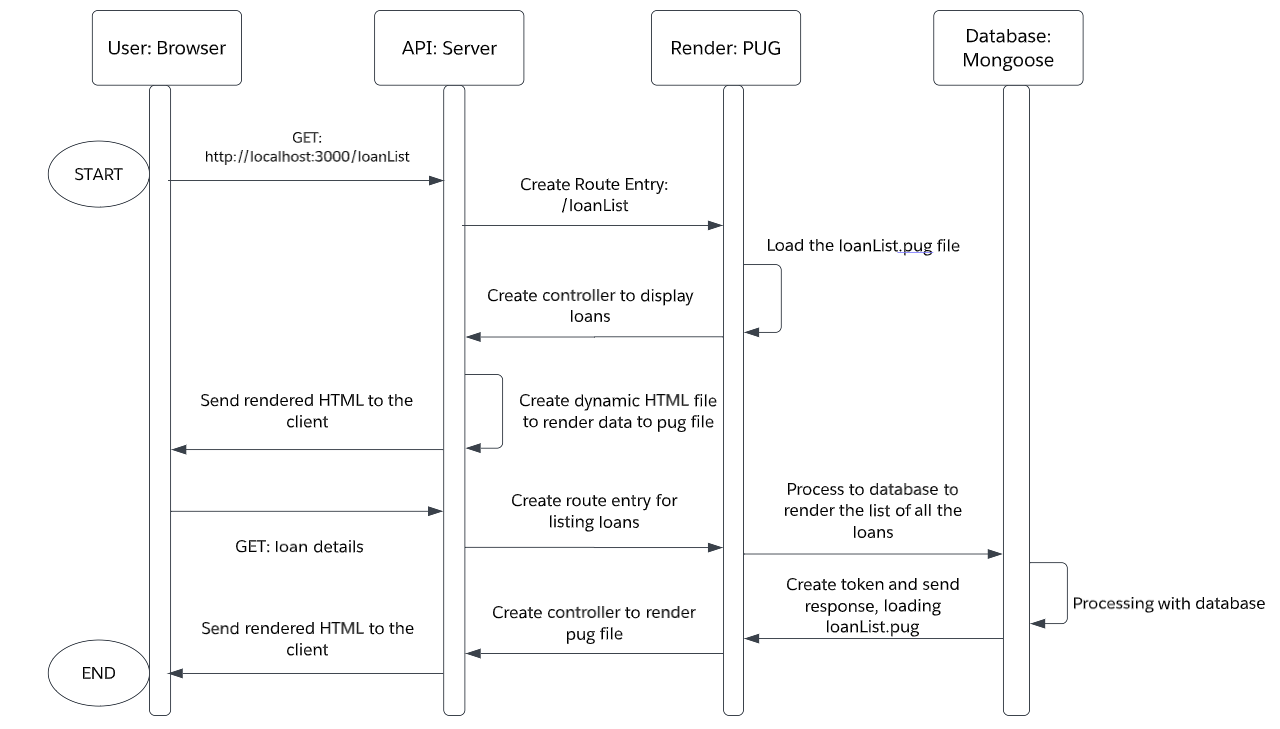 User: Browser
API: Server
Render: PUG
Database:
Mongoose
START
GET:
http://localhost:3000/loanList
Create Route Entry:
/loanList
Load the loanList.pug file
Create controller to display
loans
Send rendered HTML to the
client
Create dynamic HTML file
to render data to pug file
GET: loan details
Create route entry for
listing loans
Process to database to
render the list of all the
loans
Processing with database
Create token and send
response, loading
loanList.pug
Create controller to render
pug file
Send rendered HTML to the
client
END